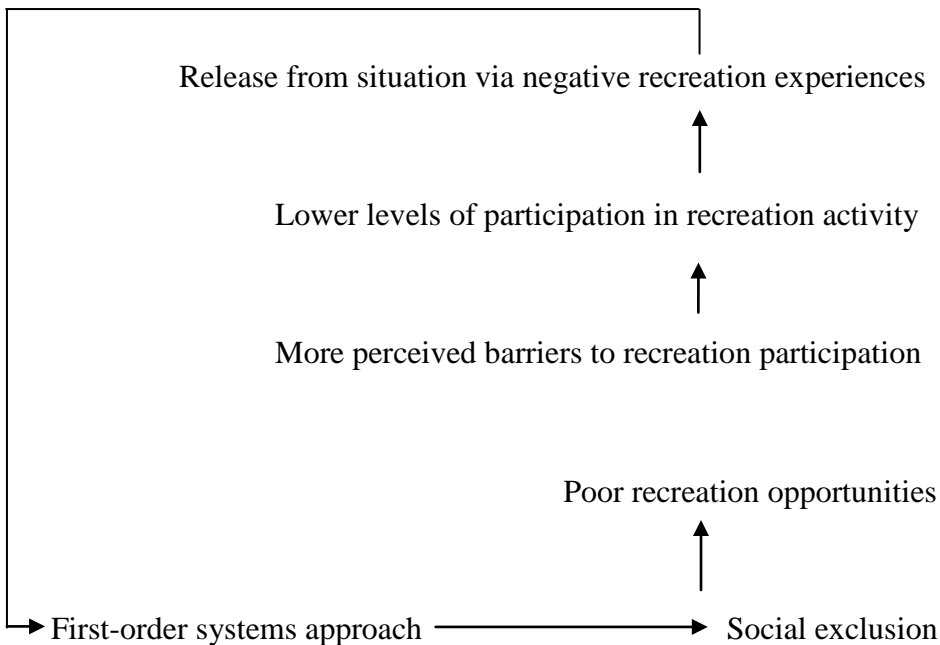 Release from situation via negative recreation experiences
Lower levels of participation in recreation activity
More perceived barriers to recreation participation
Poor recreation opportunities
First-order systems approach Social exclusion